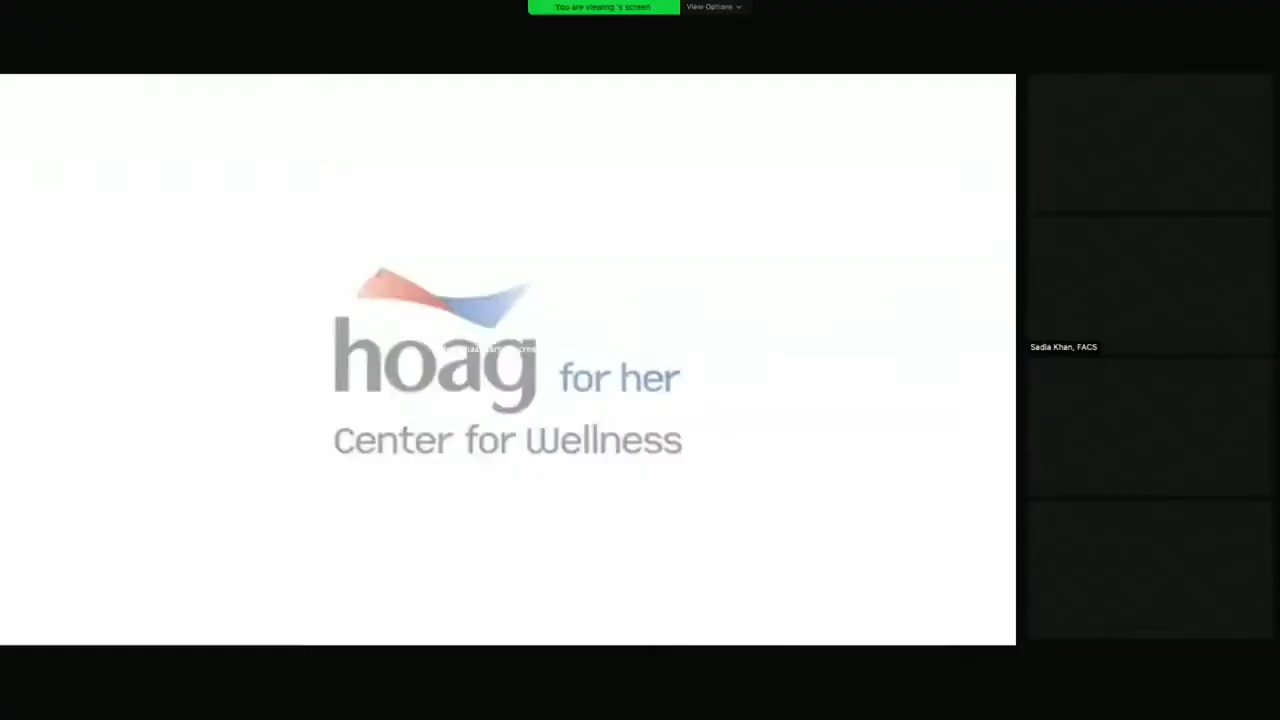 You are viewing 's screen
View Options
hoag for her
Center for Wellness
Sadia Khan, FACS